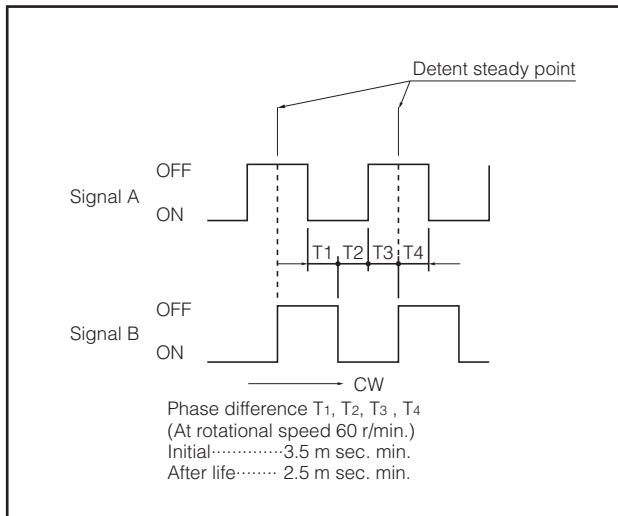 Detent steady point
OFF
Signal A
ON
T1 T2 T3 T4
OFF
Signal B
ON
CW
Phase difference T1, T2, T3 , T4
(At rotational speed 60 r/min.)
Initial··············3.5 m sec. min.
After life········ 2.5 m sec. min.